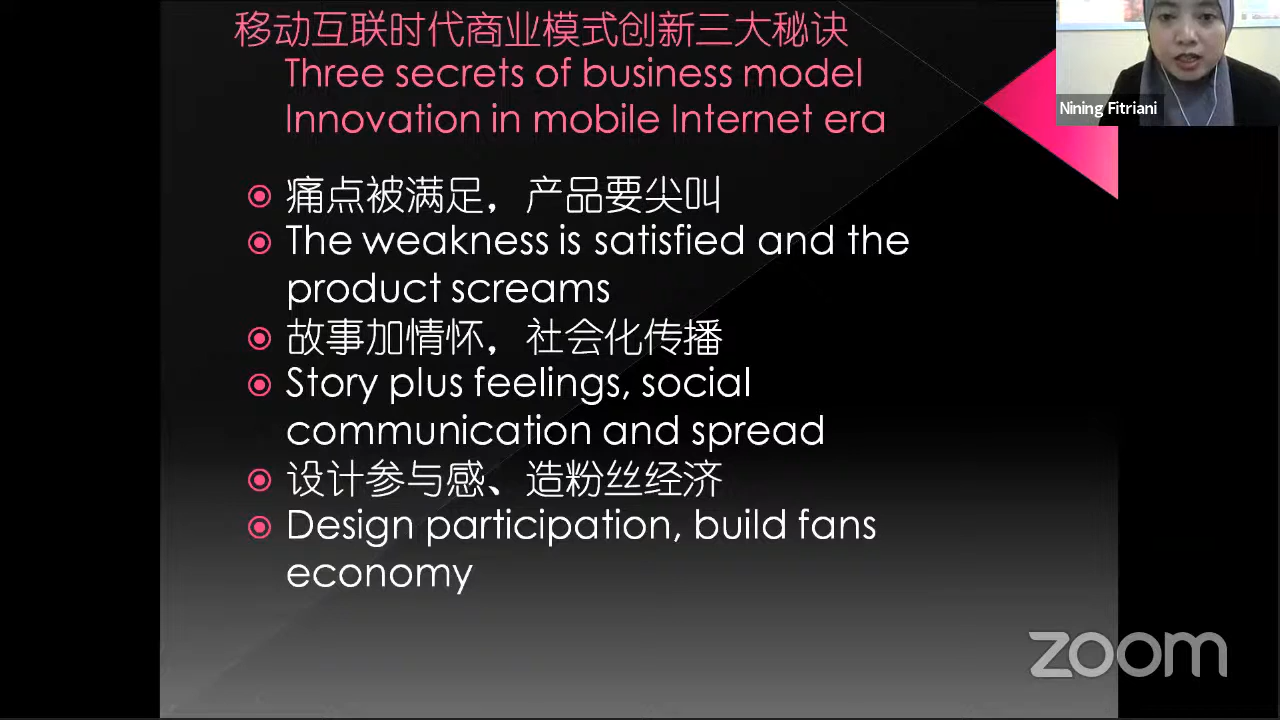 移动互联时代商业模式创新三大秘诀
Three secrets of business model
Innovation in mobile Internet era
Nining Fitriani
痛点被满足，产品要尖叫
The weakness is satisfied and the
product screams
故事加情怀，社会化传播
Story plus feelings, social
communication and spread
设计参与感、造粉丝经济
Design participation, build fans
economy
zoom